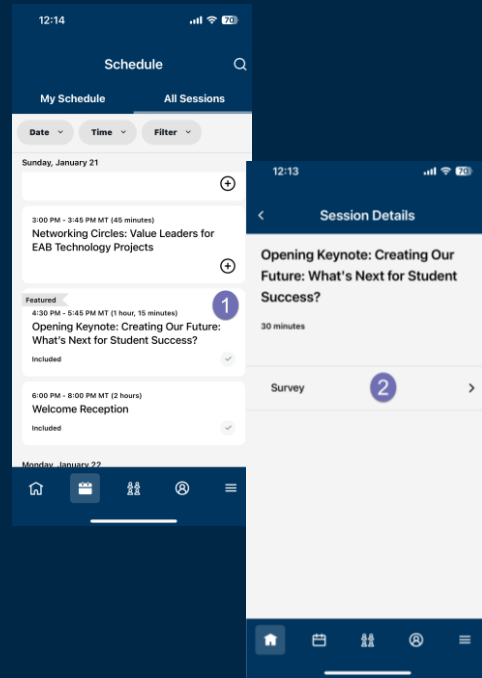 12:14
70
Schedule
My Schedule
All Sessions
Date
Time
Filter
Sunday, January 21
3:00 PM - 3:45 PM MT (45 minutes)
Networking Circles: Value Leaders for
EAB Technology Projects
Featured
4:30 PM - 5:45 PM MT (1 hour, 15 minutes)
1
Opening Keynote: Creating Our Future:
What's Next for Student Success?
Included
6:00 PM - 8:00 PM MT (2 hours)
Welcome Reception
Included
Monday, January 22
12:13
70
Session Details
Opening Keynote: Creating Our
Future: What's Next for Student
Success?
30 minutes
Survey
2